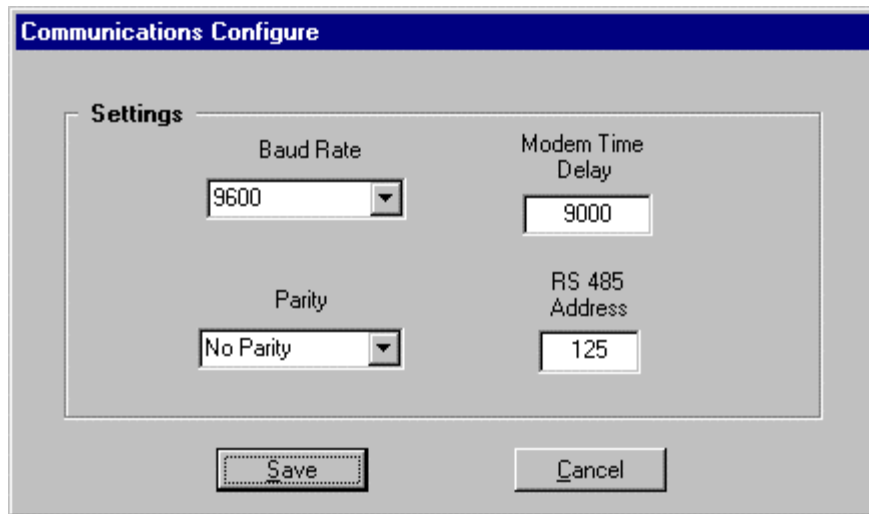 Communications Configure
Settings
Baud Rate
9600
Modem Time
Delay
9000
Parity
No Parity
RS 485
Address
125
Save
Cancel